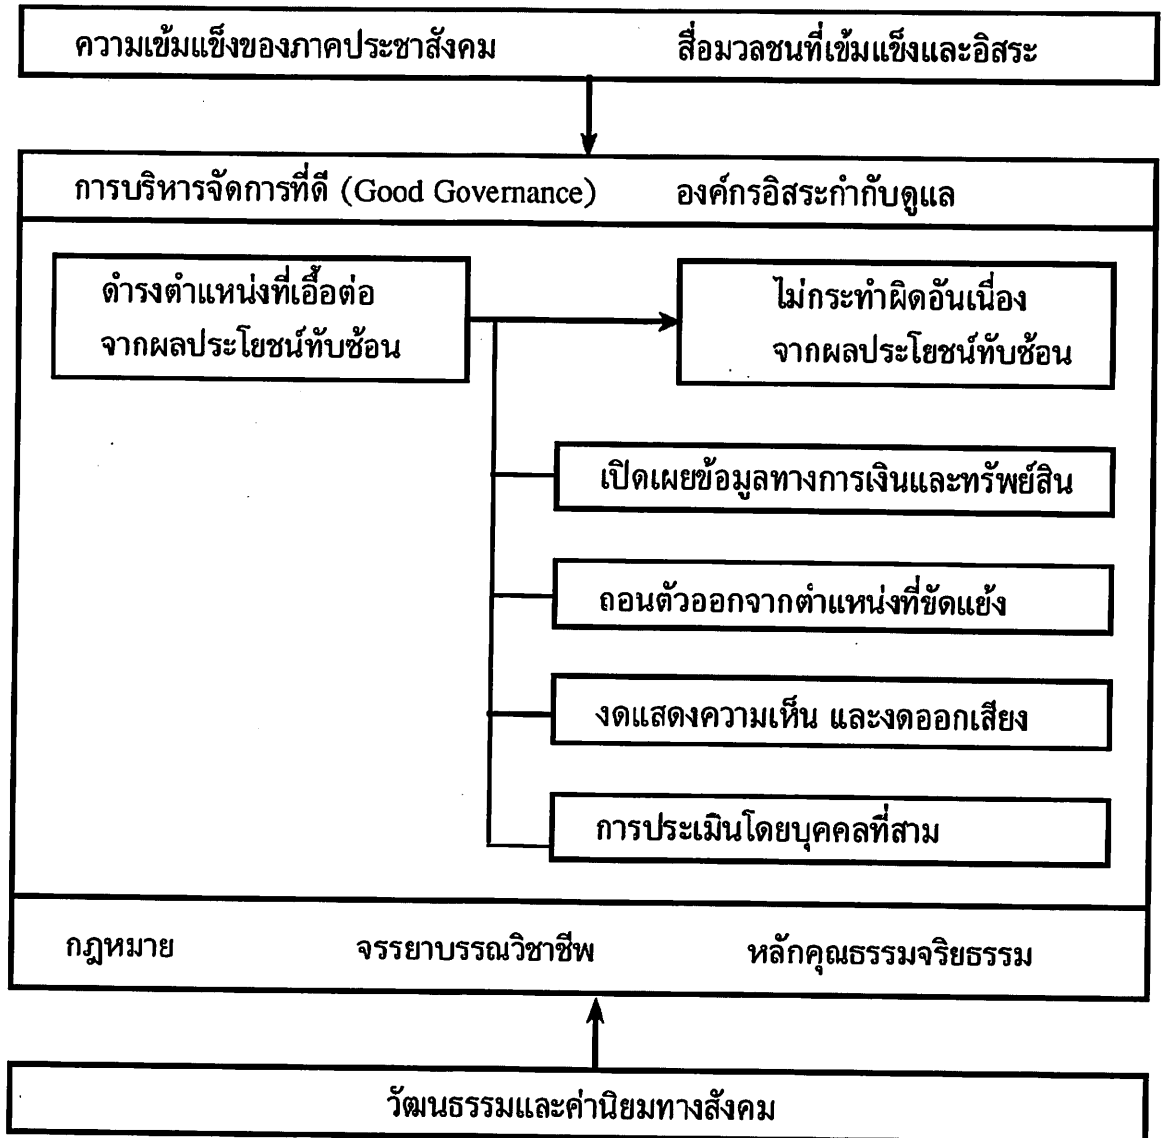 ความเข้มแข็งของภาคประชาสังคม สื่อมวลชนที่เข้มแข็งและอิสระ
การบริหารจัดการที่ดี (Good Governance) องค์กรอิสระกำกับดูแล
ดำรงตำแหน่งที่เอื้อต่อ
จากผลประโยชน์ทับซ้อน
ไม่กระทำผิดอันเนื่อง
จากผลประโยชน์ทับซ้อน
เปิดเผยข้อมูลทางการเงินและทรัพย์สิน
ถอนตัวออกจากตำแหน่งที่ขัดแย้ง
งดแสดงความเห็น และงดออกเสียง
การประเมินโดยบุคคลที่สาม
กฎหมาย จรรยาบรรณวิชาชีพ หลักคุณธรรมจริยธรรม
วัฒนธรรมและค่านิยมทางสังคม